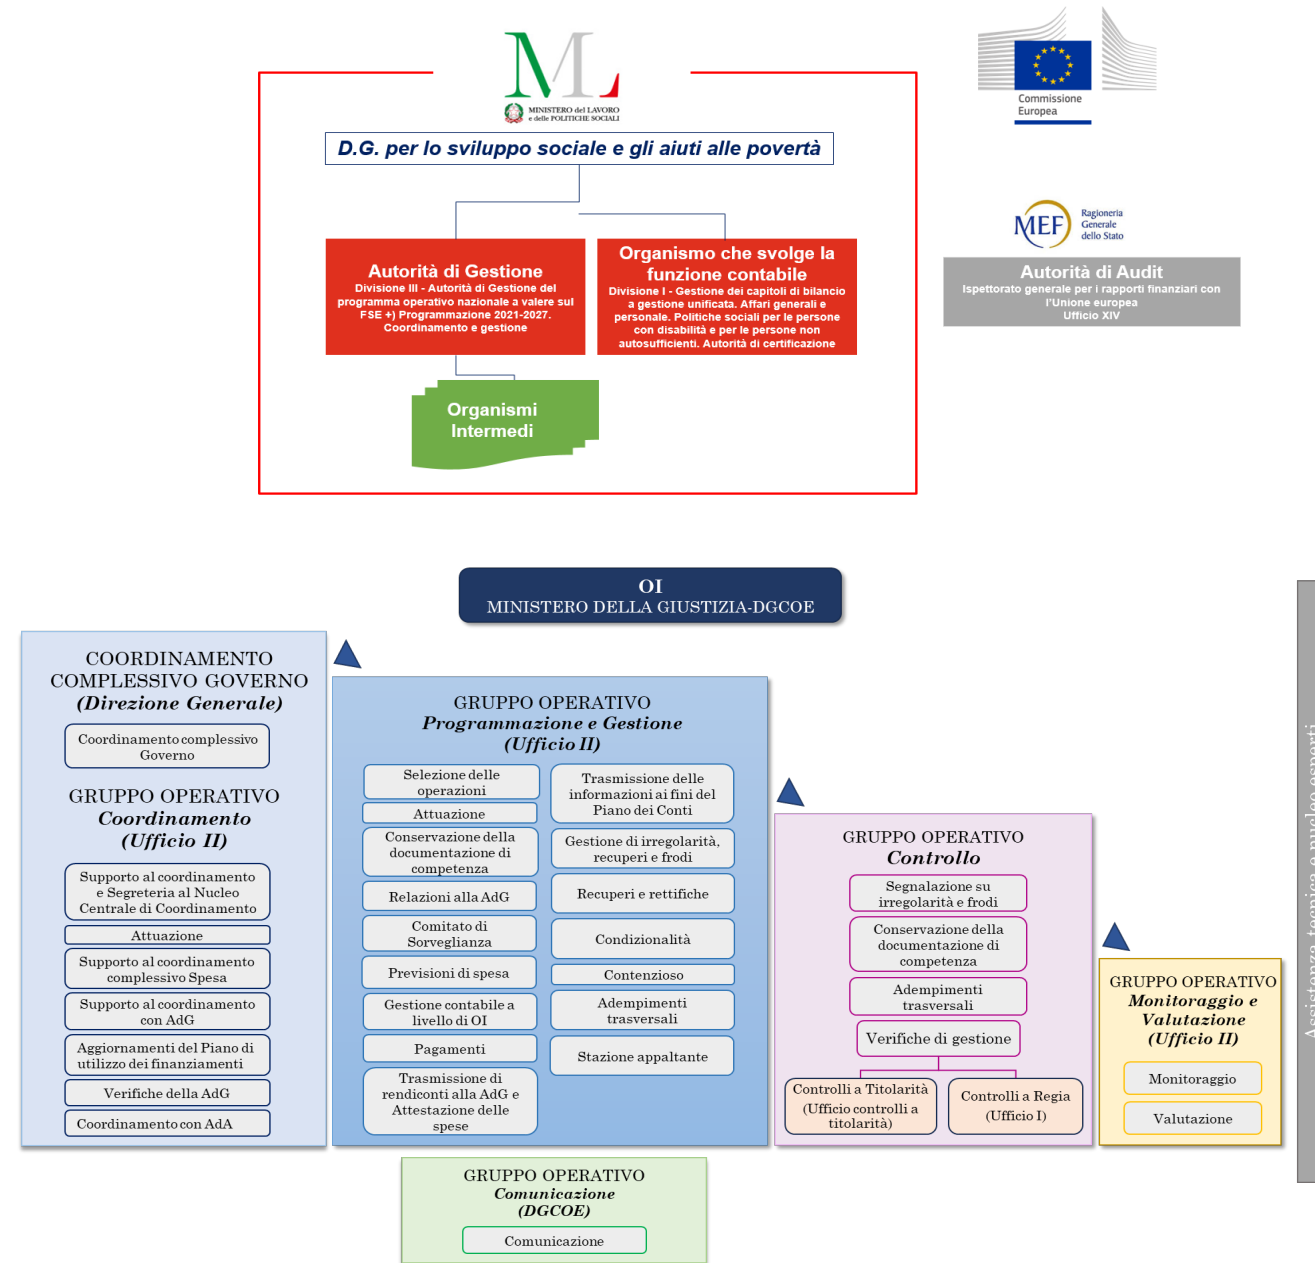 ML
MINISTERO del LAVORO
e delle POLITICHE SOCIALI
Commissione
Europea
D.G. per lo sviluppo sociale e gli aiuti alle povertà
MEF
Ragioneria
Generale
dello Stato
Autorità di Gestione
Divisione III - Autorità di Gestione del
programma operativo nazionale a valere sul
FSE +) Programmazione 2021-2027.
Coordinamento e gestione
Organismo che svolge la
funzione contabile
Divisione I - Gestione dei capitoli di bilancio
a gestione unificata. Affari generali e
personale. Politiche sociali per le persone
con disabilità e per le persone non
autosufficienti. Autorità di certificazione
Autorità di Audit
Ispettorato generale per i rapporti finanziari con
l'Unione europea
Ufficio XIV
Organismi
Intermedi
OI
MINISTERO DELLA GIUSTIZIA-DGCOE
COORDINAMENTO
COMPLESSIVO GOVERNO
(Direzione Generale)
Coordinamento complessivo
Governo
GRUPPO OPERATIVO
Coordinamento
(Ufficio II)
Supporto al coordinamento
e Segreteria al Nucleo
Centrale di Coordinamento
Attuazione
Supporto al coordinamento
complessivo Spesa
Supporto al coordinamento
con AdG
Aggiornamenti del Piano di
utilizzo dei finanziamenti
Verifiche della AdG
Coordinamento con AdA
GRUPPO OPERATIVO
Programmazione e Gestione
(Ufficio II)
Selezione delle
operazioni
Attuazione
Conservazione della
documentazione di
competenza
Relazioni alla AdG
Comitato di
Sorveglianza
Previsioni di spesa
Gestione contabile a
livello di OI
Pagamenti
Trasmissione di
rendiconti alla AdG e
Attestazione delle
spese
Trasmissione delle
informazioni ai fini del
Piano dei Conti
Gestione di irregolarità,
recuperi e frodi
Recuperi e rettifiche
Condizionalità
Contenzioso
Adempimenti
trasversali
Stazione appaltante
GRUPPO OPERATIVO
Controllo
Segnalazione su
irregolarità e frodi
Conservazione della
documentazione di
competenza
Adempimenti
trasversali
Verifiche di gestione
Controlli a Titolarità
(Ufficio controlli a
titolarità)
Controlli a Regia
(Ufficio I)
GRUPPO OPERATIVO
Monitoraggio e
Valutazione
(Ufficio II)
Monitoraggio
Valutazione
Assistenza tecnica e nucleo esperti
GRUPPO OPERATIVO
Comunicazione
(DGCOE)
Comunicazione